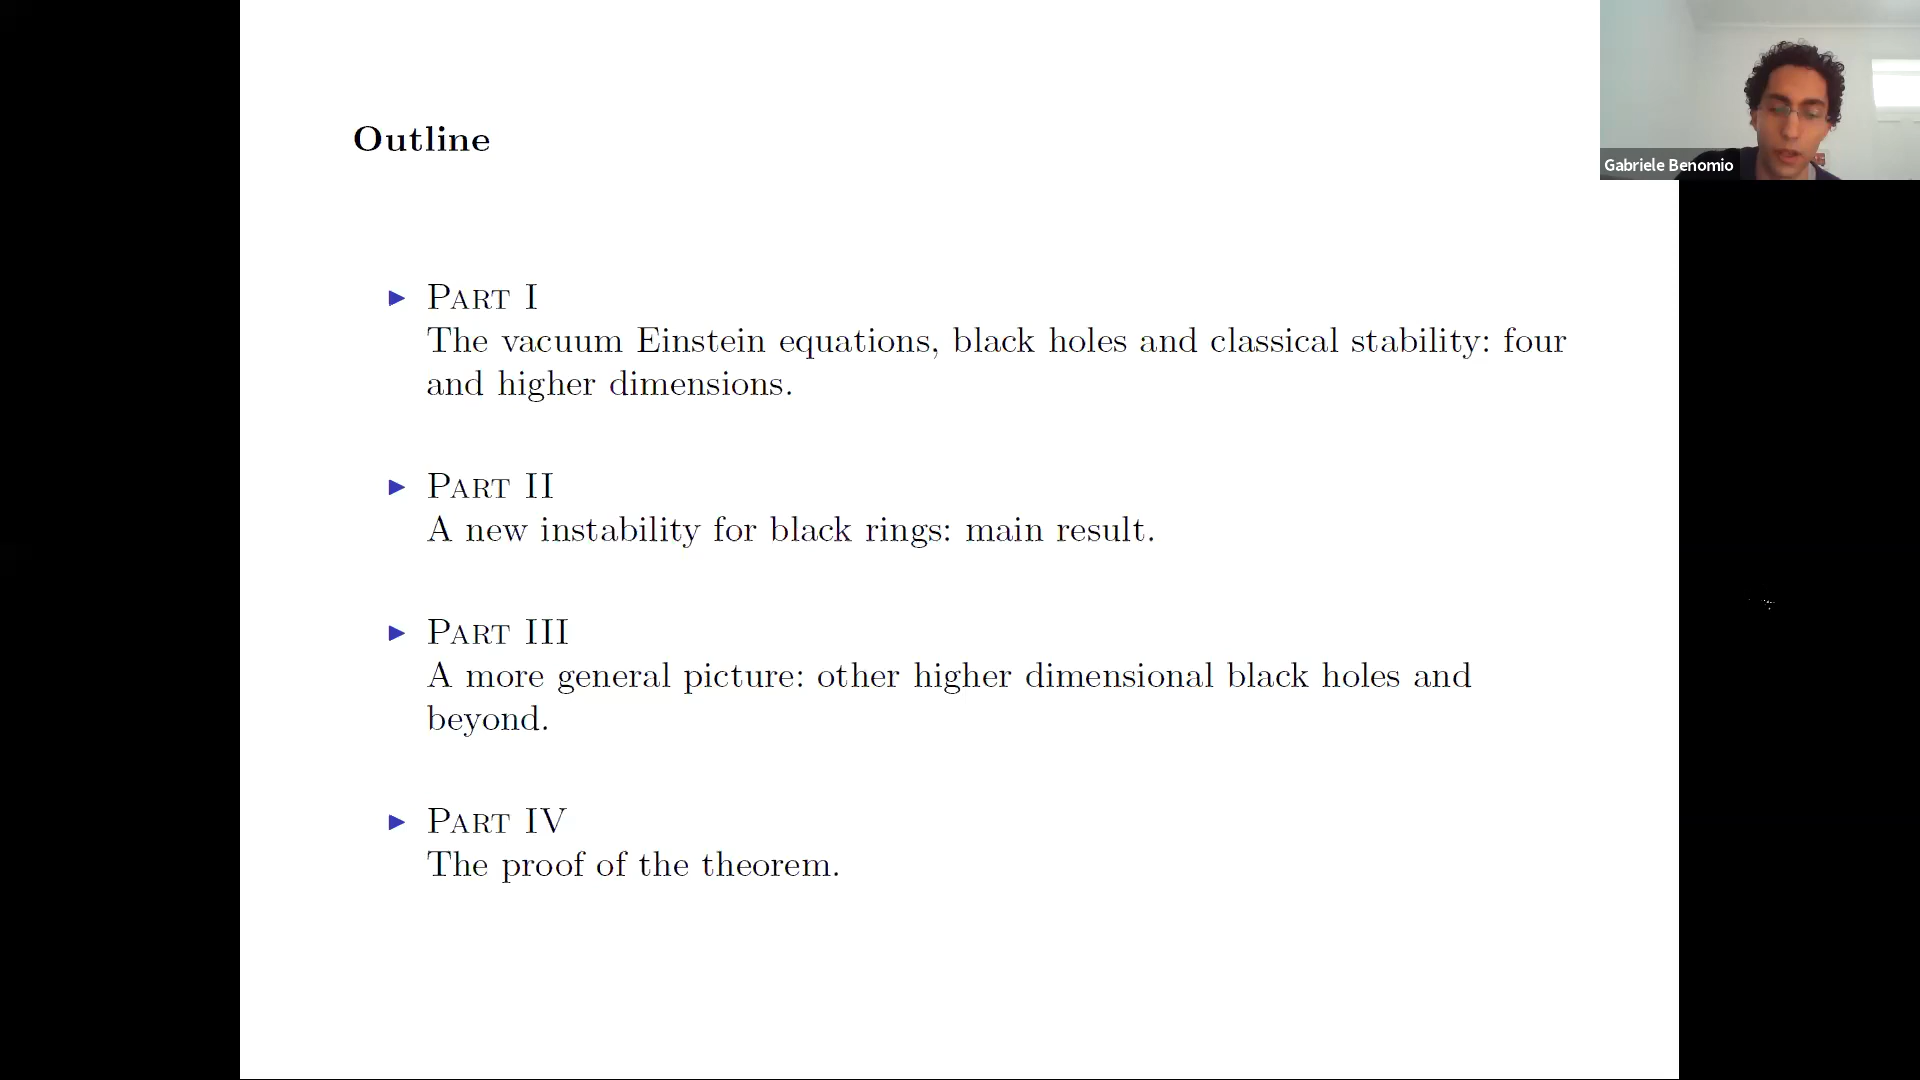 Outline
Gabriele Benomio
▶ PART I
The vacuum Einstein equations, black holes and classical stability: four
and higher dimensions.
▶ PART II
A new instability for black rings: main result.
▶ PART III
A more general picture: other higher dimensional black holes and
beyond.
▶ PART IV
The proof of the theorem.